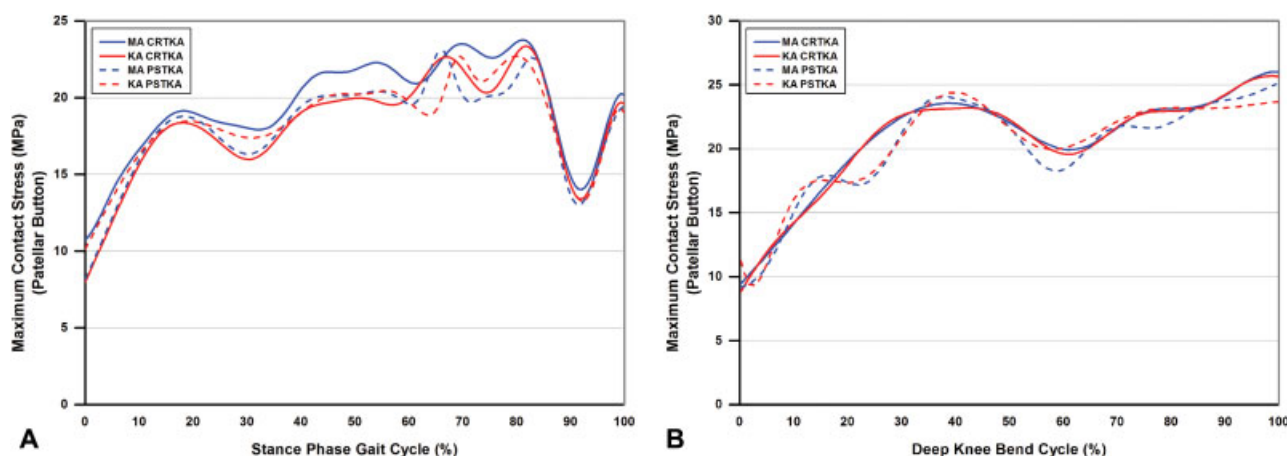 Maximum Contact Stress (MPa)
(Patellar Button)
25
20
15
10
5
0
MA CRTKA
KA CRTKA
MA PSTKA
KA PSTKA
0 10 20 30 40 50 60 70 80 90 100
A
Stance Phase Gait Cycle (%)
Maximum Contact Stress (MPa)
(Patellar Button)
30
25
20
15
10
5
0
MA CRTKA
KA CRTKA
MA PSTKA
KA PSTKA
0 10 20 30 40 50 60 70 80 90 100
B
Deep Knee Bend Cycle (%)